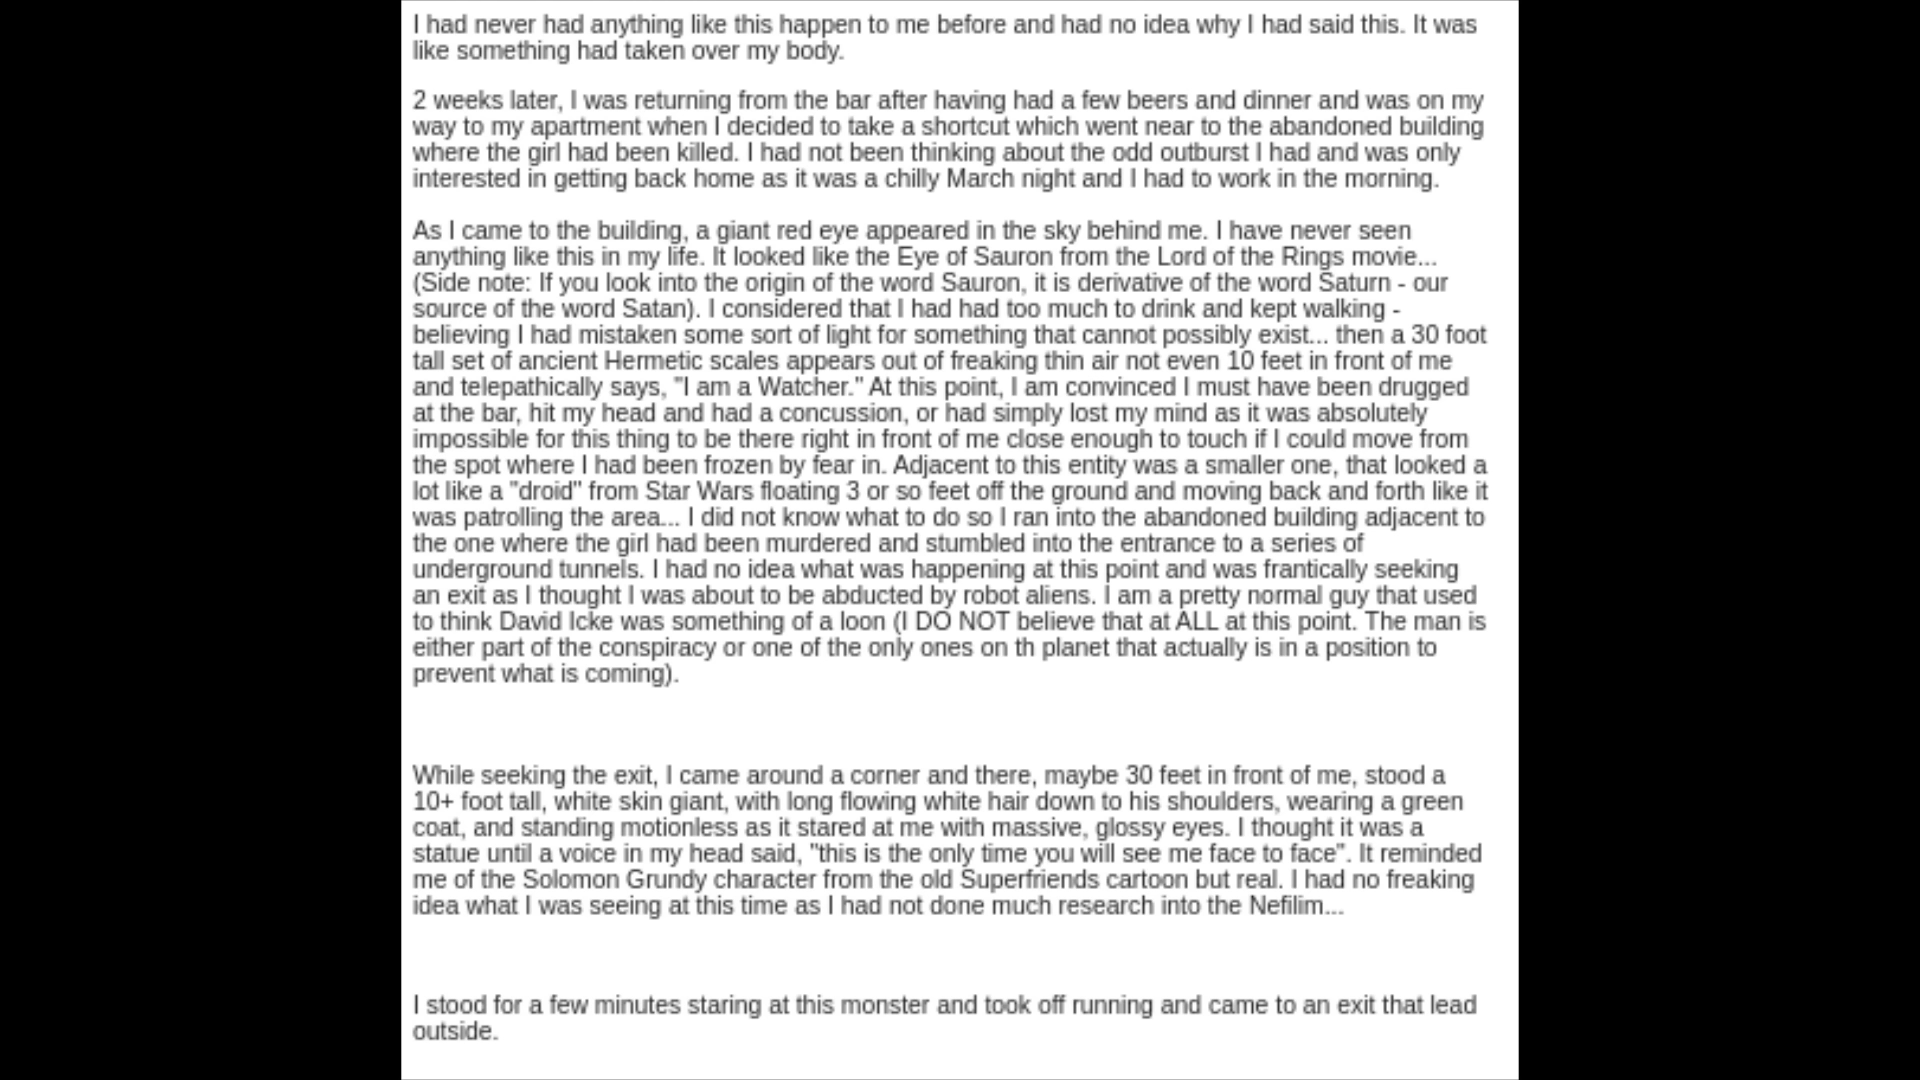 I had never had anything like this happen to me before and had no idea why I had said this. It was
like something had taken over my body.
2 weeks later, I was returning from the bar after having had a few beers and dinner and was on my
way to my apartment when I decided to take a shortcut which went near to the abandoned building
where the girl had been killed. I had not been thinking about the odd outburst I had and was only
interested in getting back home as it was a chilly March night and I had to work in the morning.
As I came to the building, a giant red eye appeared in the sky behind me. I have never seen
anything like this in my life. It looked like the Eye of Sauron from the Lord of the Rings movie...
(Side note: If you look into the origin of the word Sauron, it is derivative of the word Saturn - our
source of the word Satan). I considered that I had had too much to drink and kept walking -
believing I had mistaken some sort of light for something that cannot possibly exist... then a 30 foot
tall set of ancient Hermetic scales appears out of freaking thin air not even 10 feet in front of me
and telepathically says, "I am a Watcher." At this point, I am convinced I must have been drugged
at the bar, hit my head and had a concussion, or had simply lost my mind as it was absolutely
impossible for this thing to be there right in front of me close enough to touch if I could move from
the spot where I had been frozen by fear in. Adjacent to this entity was a smaller one, that looked a
lot like a "droid" from Star Wars floating 3 or so feet off the ground and moving back and forth like it
was patrolling the area... I did not know what to do so I ran into the abandoned building adjacent to
the one where the girl had been murdered and stumbled into the entrance to a series of
underground tunnels. I had no idea what was happening at this point and was frantically seeking
an exit as I thought I was about to be abducted by robot aliens. I am a pretty normal guy that used
to think David Icke was something of a loon (I DO NOT believe that at ALL at this point. The man is
either part of the conspiracy or one of the only ones on th planet that actually is in a position to
prevent what is coming).
While seeking the exit, I came around a corner and there, maybe 30 feet in front of me, stood a
10+ foot tall, white skin giant, with long flowing white hair down to his shoulders, wearing a green
coat, and standing motionless as it stared at me with massive, glossy eyes. I thought it was a
statue until a voice in my head said, "this is the only time you will see me face to face". It reminded
me of the Solomon Grundy character from the old Superfriends cartoon but real. I had no freaking
idea what I was seeing at this time as I had not done much research into the Nefilim...
I stood for a few minutes staring at this monster and took off running and came to an exit that lead
outside.